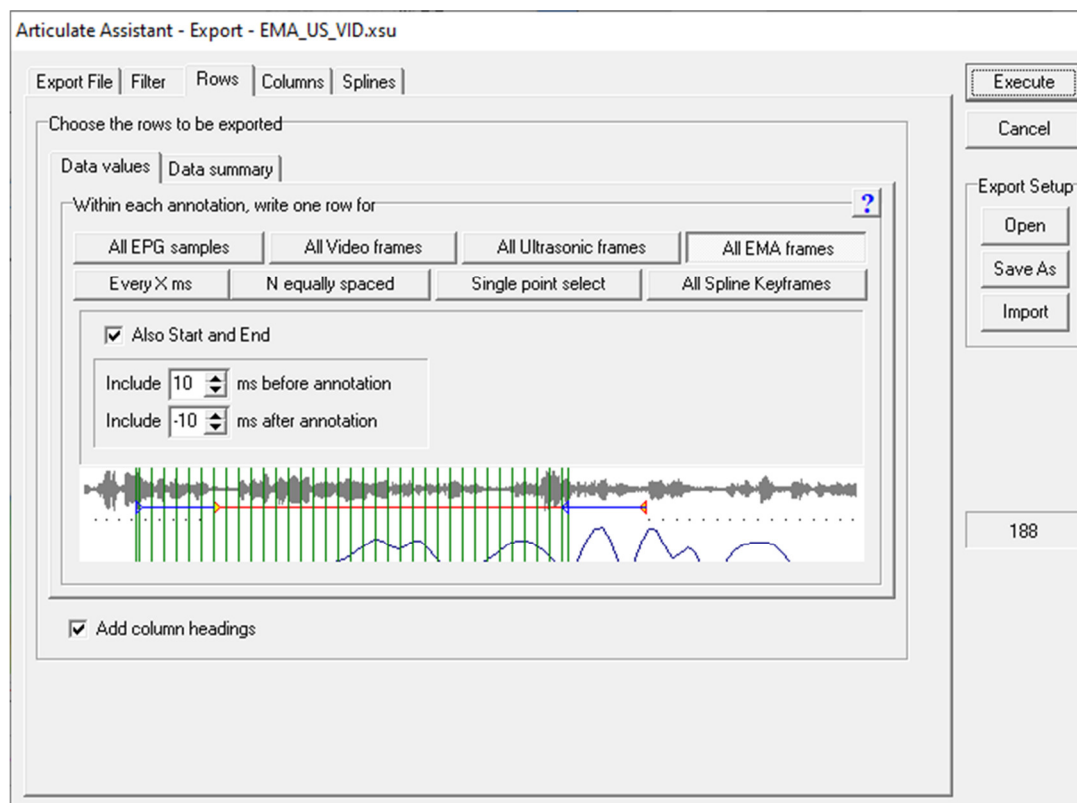 Articulate Assistant - Export - EMA_US_VID.xsu
Export File Filter Rows Columns Splines
Execute
Cancel
Choose the rows to be exported
Data values Data summary
Export Setup
Within each annotation, write one row for ?
Open
All EPG samples All Video frames All Ultrasonic frames All EMA frames
Save As
Every X ms N equally spaced Single point select All Spline Keyframes
Import
Also Start and End
Include 10 ms before annotation
Include -10 ms after annotation
188
Add column headings